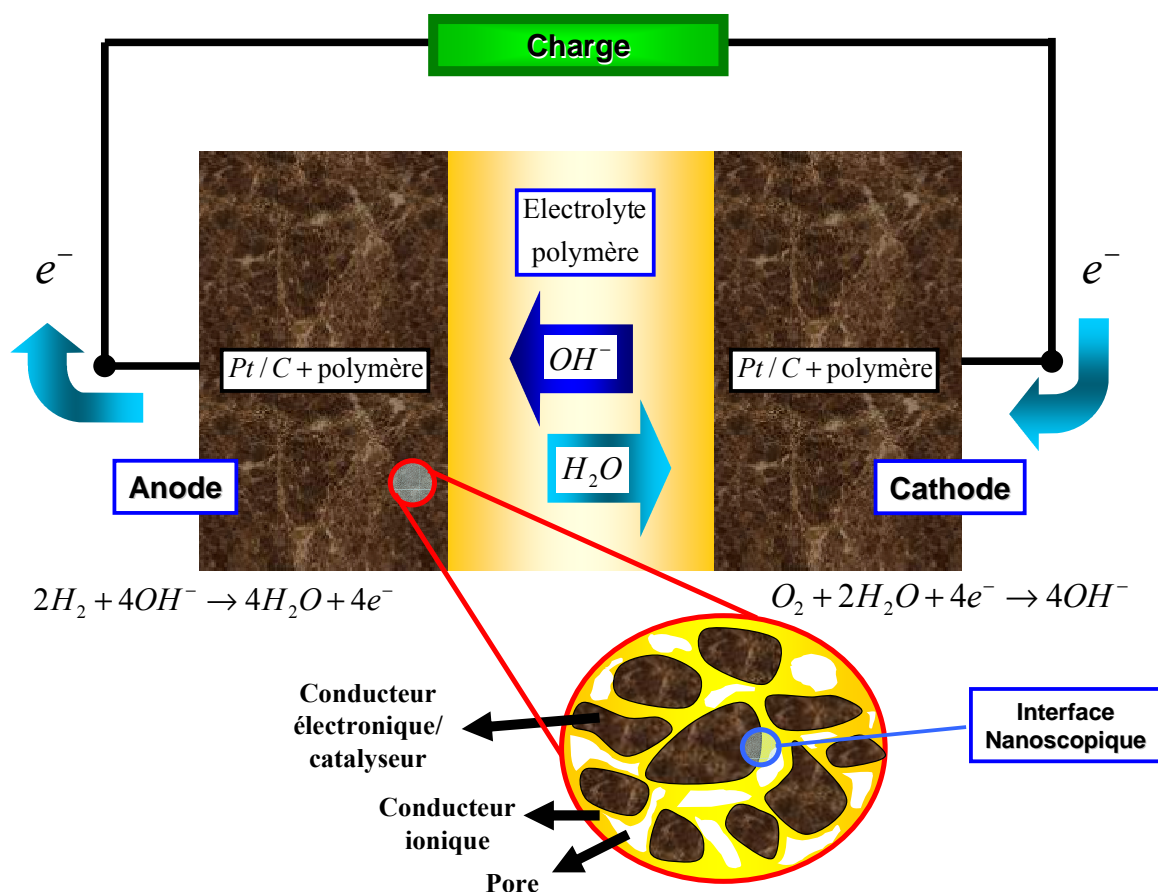 Charge
Electrolyte
polymère
e⁻
e⁻
OH⁻
Pt / C + polymère
Pt / C + polymère
H₂O
Anode
Cathode
2H₂ + 4OH⁻ → 4H₂O + 4e⁻
O₂ + 2H₂O + 4e⁻ → 4OH⁻
Conducteur
électronique/
catalyseur
Interface
Nanoscopique
Conducteur
ionique
Pore